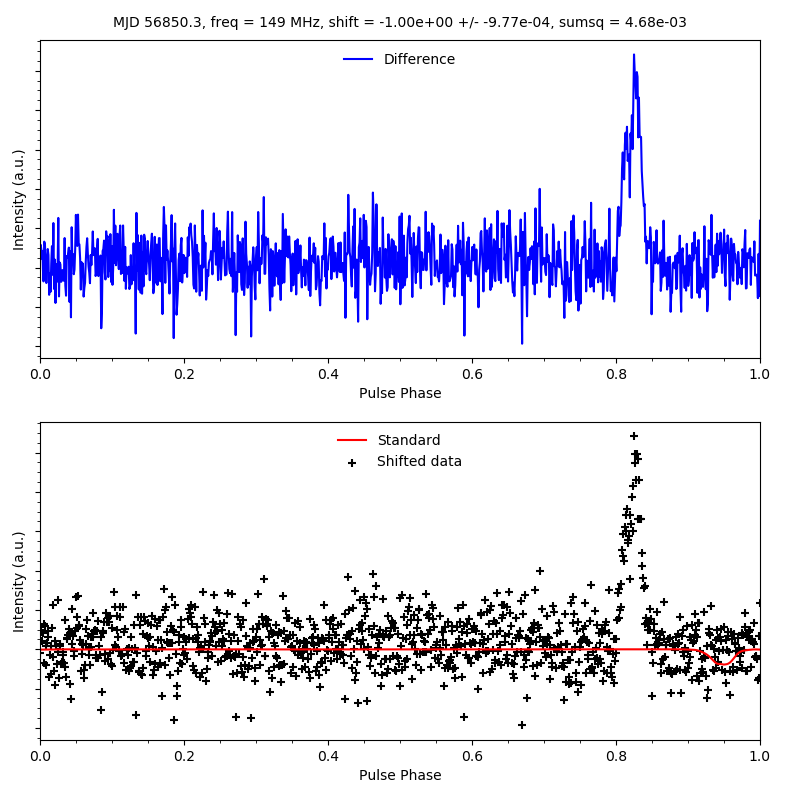 MJD 56850.3, freq = 149 MHz, shift = -1.00e+00 +/- -9.77e-04, sumsq = 4.68e-03
Difference
Intensity (a.u.)
0.0 0.2 0.4 0.6 0.8 1.0
Pulse Phase
Standard
Shifted data
Intensity (a.u.)
0.0 0.2 0.4 0.6 0.8 1.0
Pulse Phase